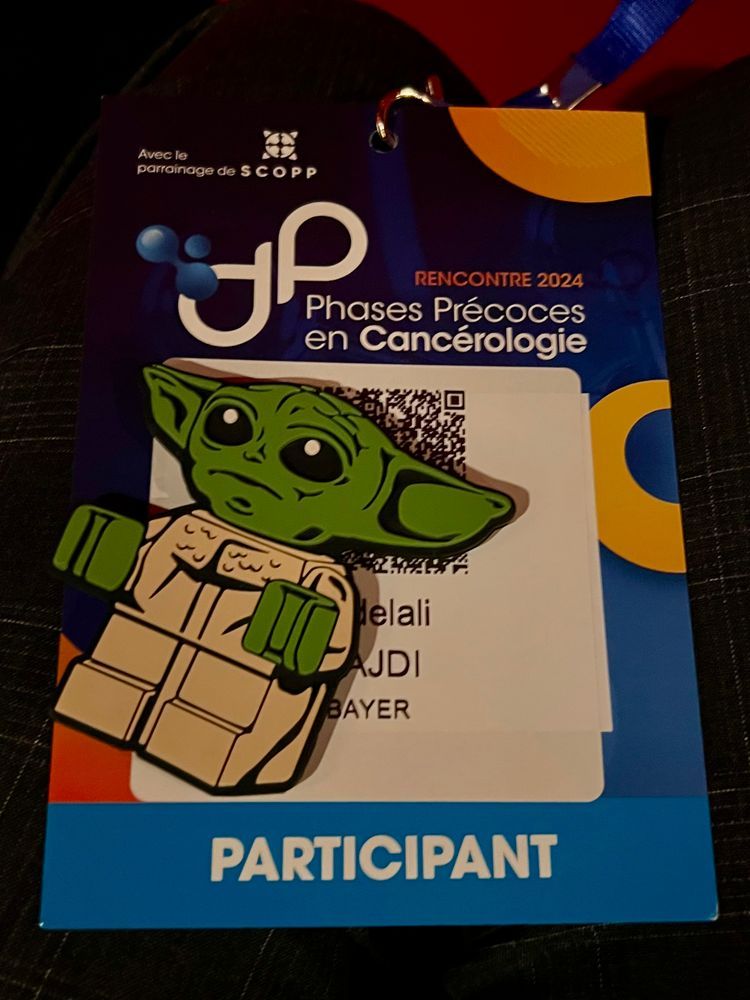 Avec le
parrainage de SCOPP
RENCONTRE 2024
Phases Précoces
en Cancérologie
delali
AJDI
BAYER
PARTICIPANT